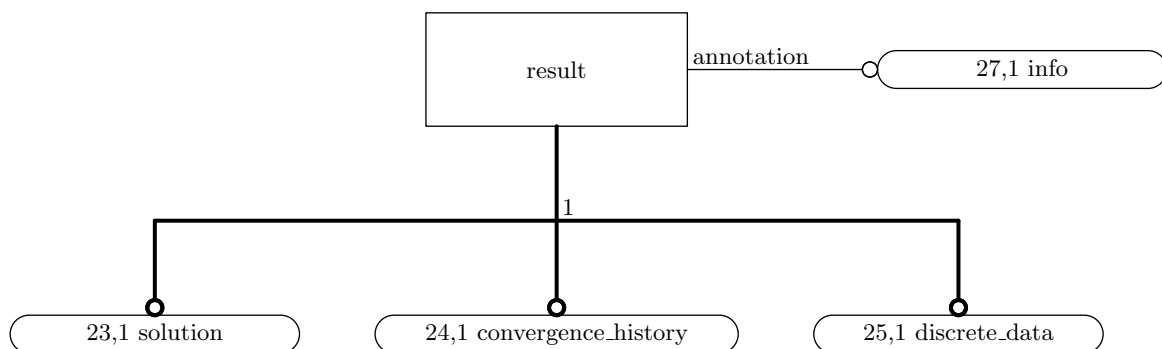 annotation
result
27,1 info
1
23,1 solution
24,1 convergence_history
25,1 discrete_data